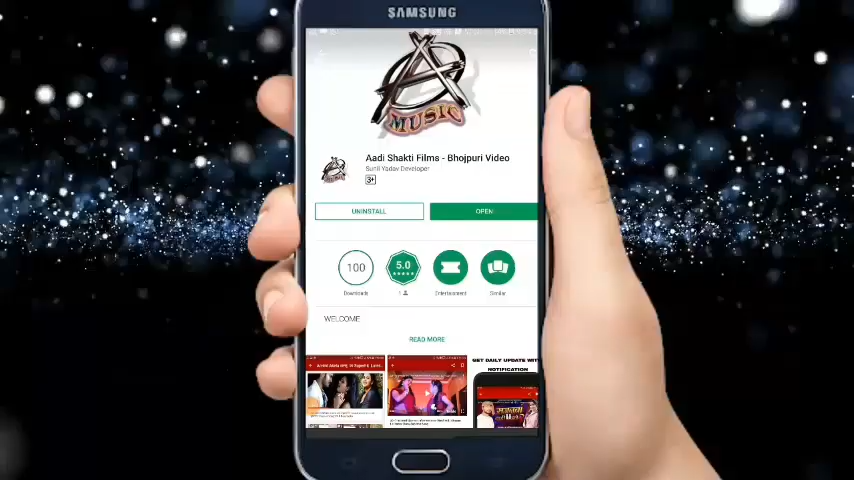 SAMSUNG
MUSIC
Aadi Shakti Films - Bhojpuri Video
Sunil Yadav Developer
3+
UNINSTALL
OPEN
100
5.0
Downloads
1
Entertainment
Similar
WELCOME
READ MORE
GET DAILY UPDATE WITH
NOTIFICATION